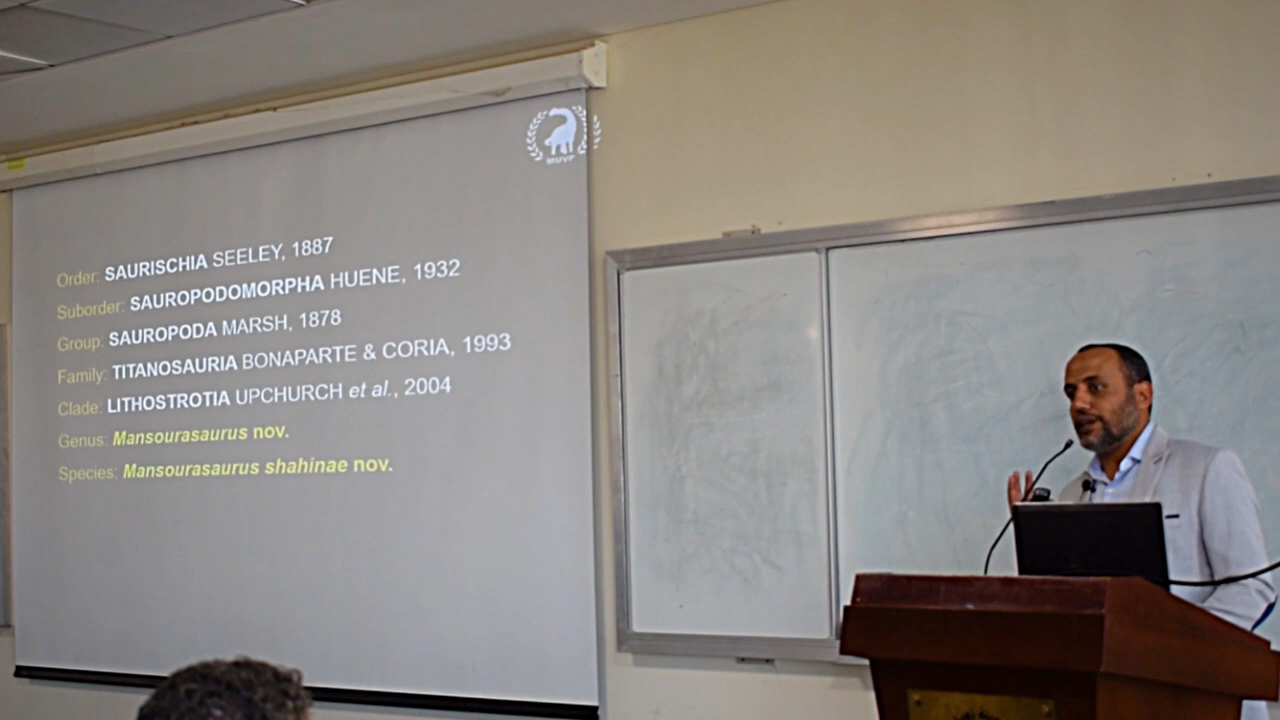 MUVP
Order: SAURISCHIA SEELEY, 1887
Suborder: SAUROPODOMORPHA HUENE, 1932
Group: SAUROPODA MARSH, 1878
Family: TITANOSAURIA BONAPARTE & CORIA, 1993
Clade: LITHOSTROTIA UPCHURCH et al., 2004
Genus: Mansourasaurus nov.
Species: Mansourasaurus shahinae nov.